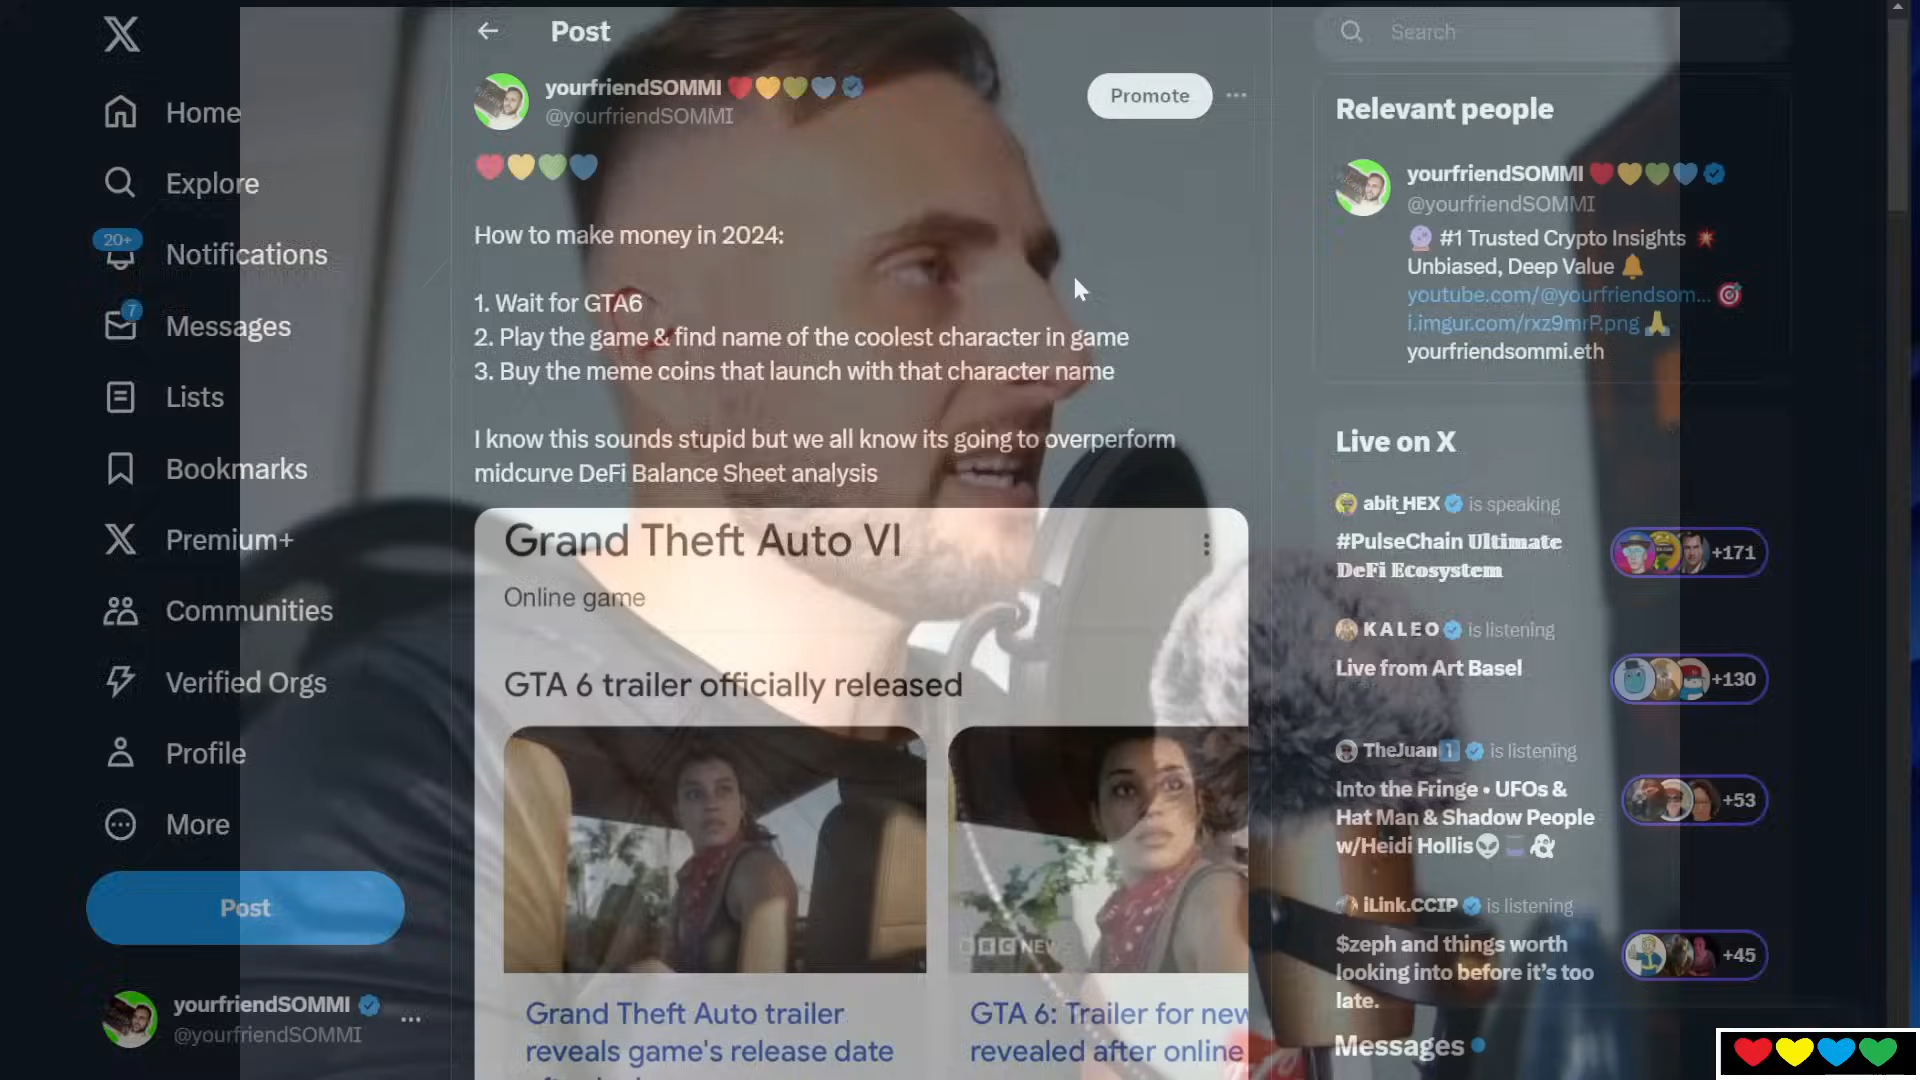 Post
Search
yourfriendSOMMI
@yourfriendSOMMI
Promote
How to make money in 2024:
1. Wait for GTA6
2. Play the game & find name of the coolest character in game
3. Buy the meme coins that launch with that character name
I know this sounds stupid but we all know its going to overperform
midcurve DeFi Balance Sheet analysis
Grand Theft Auto VI
Online game
GTA 6 trailer officially released
BBC NEWS
Grand Theft Auto trailer
reveals game's release date
GTA 6: Trailer for new
revealed after online
Home
Explore
20+
Notifications
7
Messages
Lists
Bookmarks
Premium+
Communities
Verified Orgs
Profile
More
Post
yourfriendSOMMI
@yourfriendSOMMI
Relevant people
yourfriendSOMMI
@yourfriendSOMMI
#1 Trusted Crypto Insights
Unbiased, Deep Value
youtube.com/@yourfriendsom...
i.imgur.com/rxz9mrP.png
yourfriendsommi.eth
Live on X
abit_HEX is speaking
#PulseChain 𝐔𝐥𝐭𝐢𝐦𝐚𝐭𝐞
𝐃𝐞𝐅𝐢 𝐄𝐜𝐨𝐬𝐲𝐬𝐭𝐞𝐦
+171
K A L E O is listening
Live from Art Basel
+130
TheJuan 1 is listening
Into the Fringe • UFOs &
Hat Man & Shadow People
w/Heidi Hollis
+53
iLink.CCIP is listening
$zeph and things worth
looking into before it's too
late.
+45
Messages